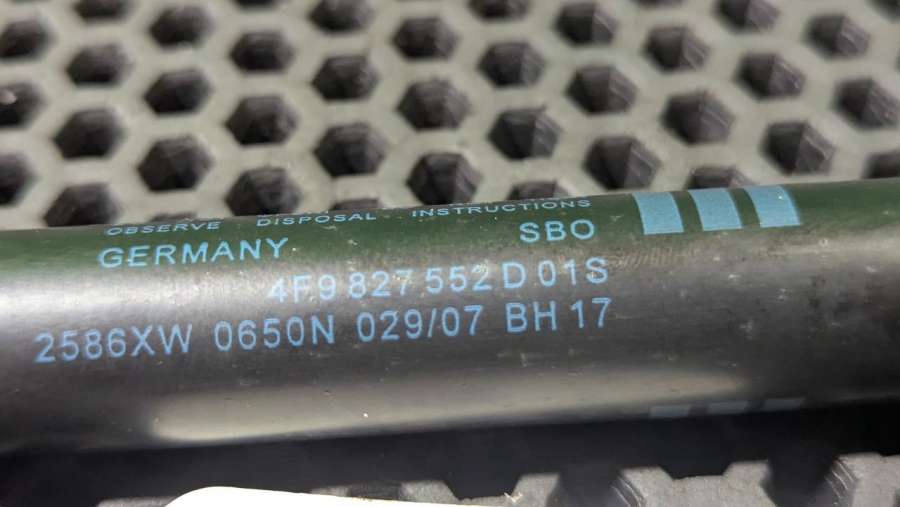 OBSERVE DISPOSAL INSTRUCTIONS
GERMANY SBO
4F9 827 552 D 01S
2586XW 0650N 029/07 BH 17